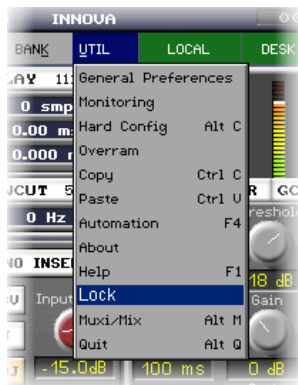 INNOVA
BANK UTIL LOCAL DESK
General Preferences
0 smp Monitoring
0.00 Hard Config Alt C
0.000 Overram
Copy Ctrl C
Paste Ctrl V
0 Hz Automation F4
About
NO INSE Help F1
18 dB
Input Lock Gain
Muxi/Mix Alt M
Quit Alt Q
-15.0dB 100 ms 0 dB